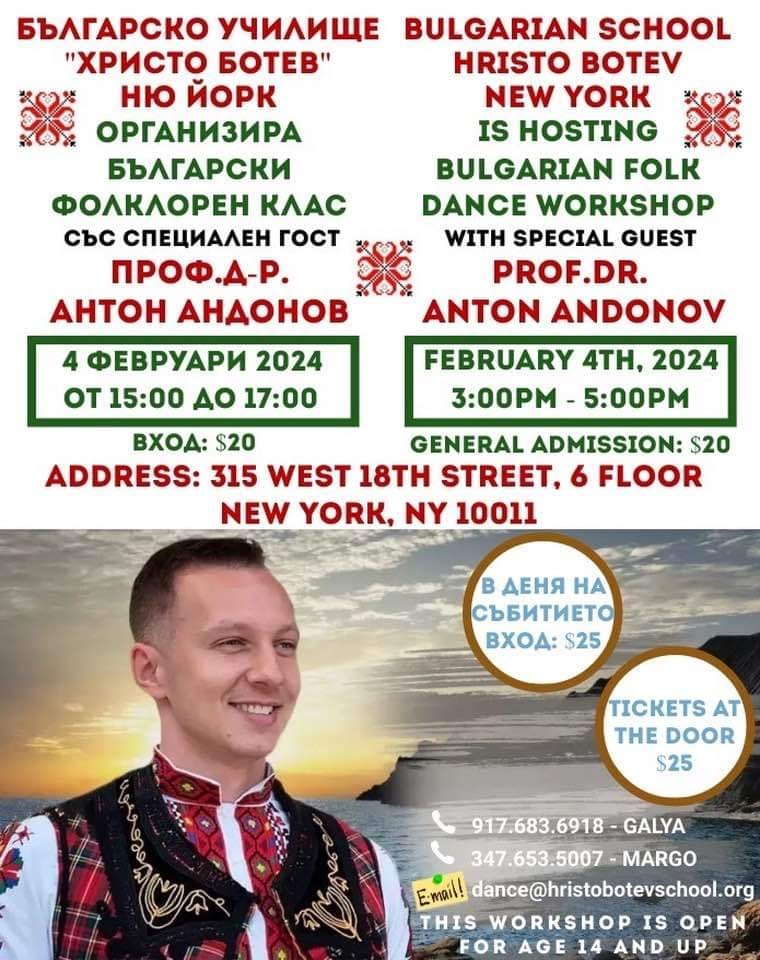 БЪЛГАРСКО УЧИЛИЩЕ
"ХРИСТО БОТЕВ"
НЮ ЙОРК
ОРГАНИЗИРА
БЪЛГАРСКИ
ФОЛКЛОРЕН КЛАС
СЪС СПЕЦИАЛЕН ГОСТ
ПРОФ.Д-Р.
АНТОН АНДОНОВ
4 ФЕВРУАРИ 2024
ОТ 15:00 ДО 17:00
ВХОД: $20
BULGARIAN SCHOOL
HRISTO BOTEV
NEW YORK
IS HOSTING
BULGARIAN FOLK
DANCE WORKSHOP
WITH SPECIAL GUEST
PROF.DR.
ANTON ANDONOV
FEBRUARY 4TH, 2024
3:00PM - 5:00PM
GENERAL ADMISSION: $20
ADDRESS: 315 WEST 18TH STREET, 6 FLOOR
NEW YORK, NY 10011
В ДЕНЯ НА
СЪБИТИЕТО
ВХОД: $25
TICKETS AT
THE DOOR
$25
917.683.6918 - GALYA
347.653.5007 - MARGO
E-mail! dance@hristobotevschool.org
THIS WORKSHOP IS OPEN
FOR AGE 14 AND UP